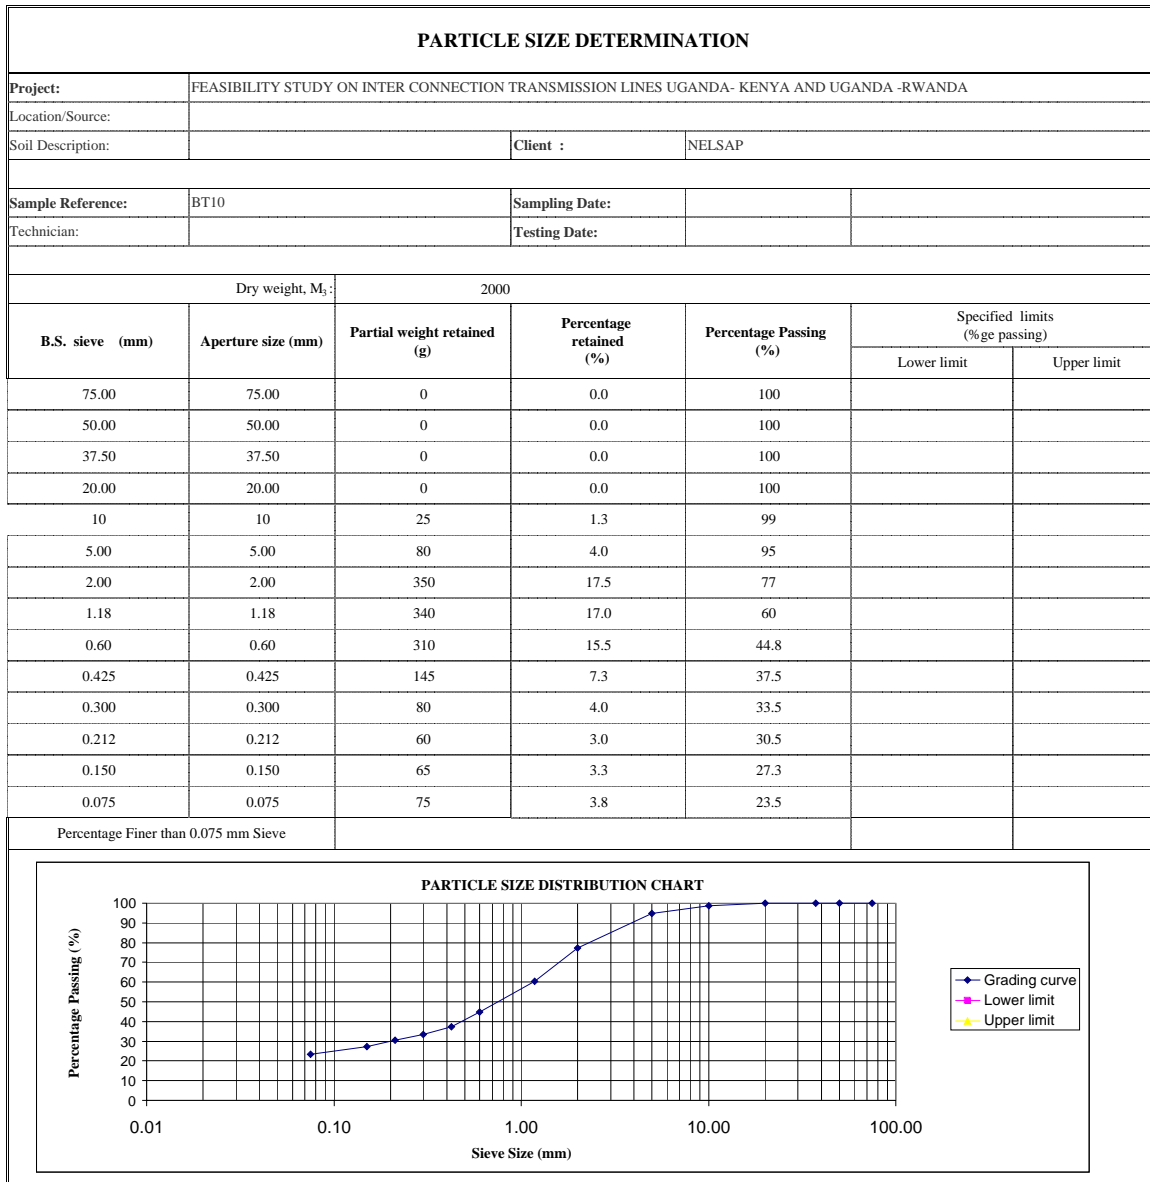 PARTICLE SIZE DETERMINATION
Project: FEASIBILITY STUDY ON INTER CONNECTION TRANSMISSION LINES UGANDA- KENYA AND UGANDA -RWANDA
Location/Source:
Soil Description: Client : NELSAP
Sample Reference: BT10 Sampling Date:
Technician: Testing Date:
Dry weight, M3 : 2000
B.S. sieve (mm) Aperture size (mm) Partial weight retained (g) Percentage retained (%) Percentage Passing (%) Specified limits (%ge passing)
Lower limit Upper limit
75.00 75.00 0 0.0 100
50.00 50.00 0 0.0 100
37.50 37.50 0 0.0 100
20.00 20.00 0 0.0 100
10 10 25 1.3 99
5.00 5.00 80 4.0 95
2.00 2.00 350 17.5 77
1.18 1.18 340 17.0 60
0.60 0.60 310 15.5 44.8
0.425 0.425 145 7.3 37.5
0.300 0.300 80 4.0 33.5
0.212 0.212 60 3.0 30.5
0.150 0.150 65 3.3 27.3
0.075 0.075 75 3.8 23.5
Percentage Finer than 0.075 mm Sieve
PARTICLE SIZE DISTRIBUTION CHART
Percentage Passing (%)
100
90
80
70
60
50
40
30
20
10
0
0.01 0.10 1.00 10.00 100.00
Sieve Size (mm)
Grading curve
Lower limit
Upper limit